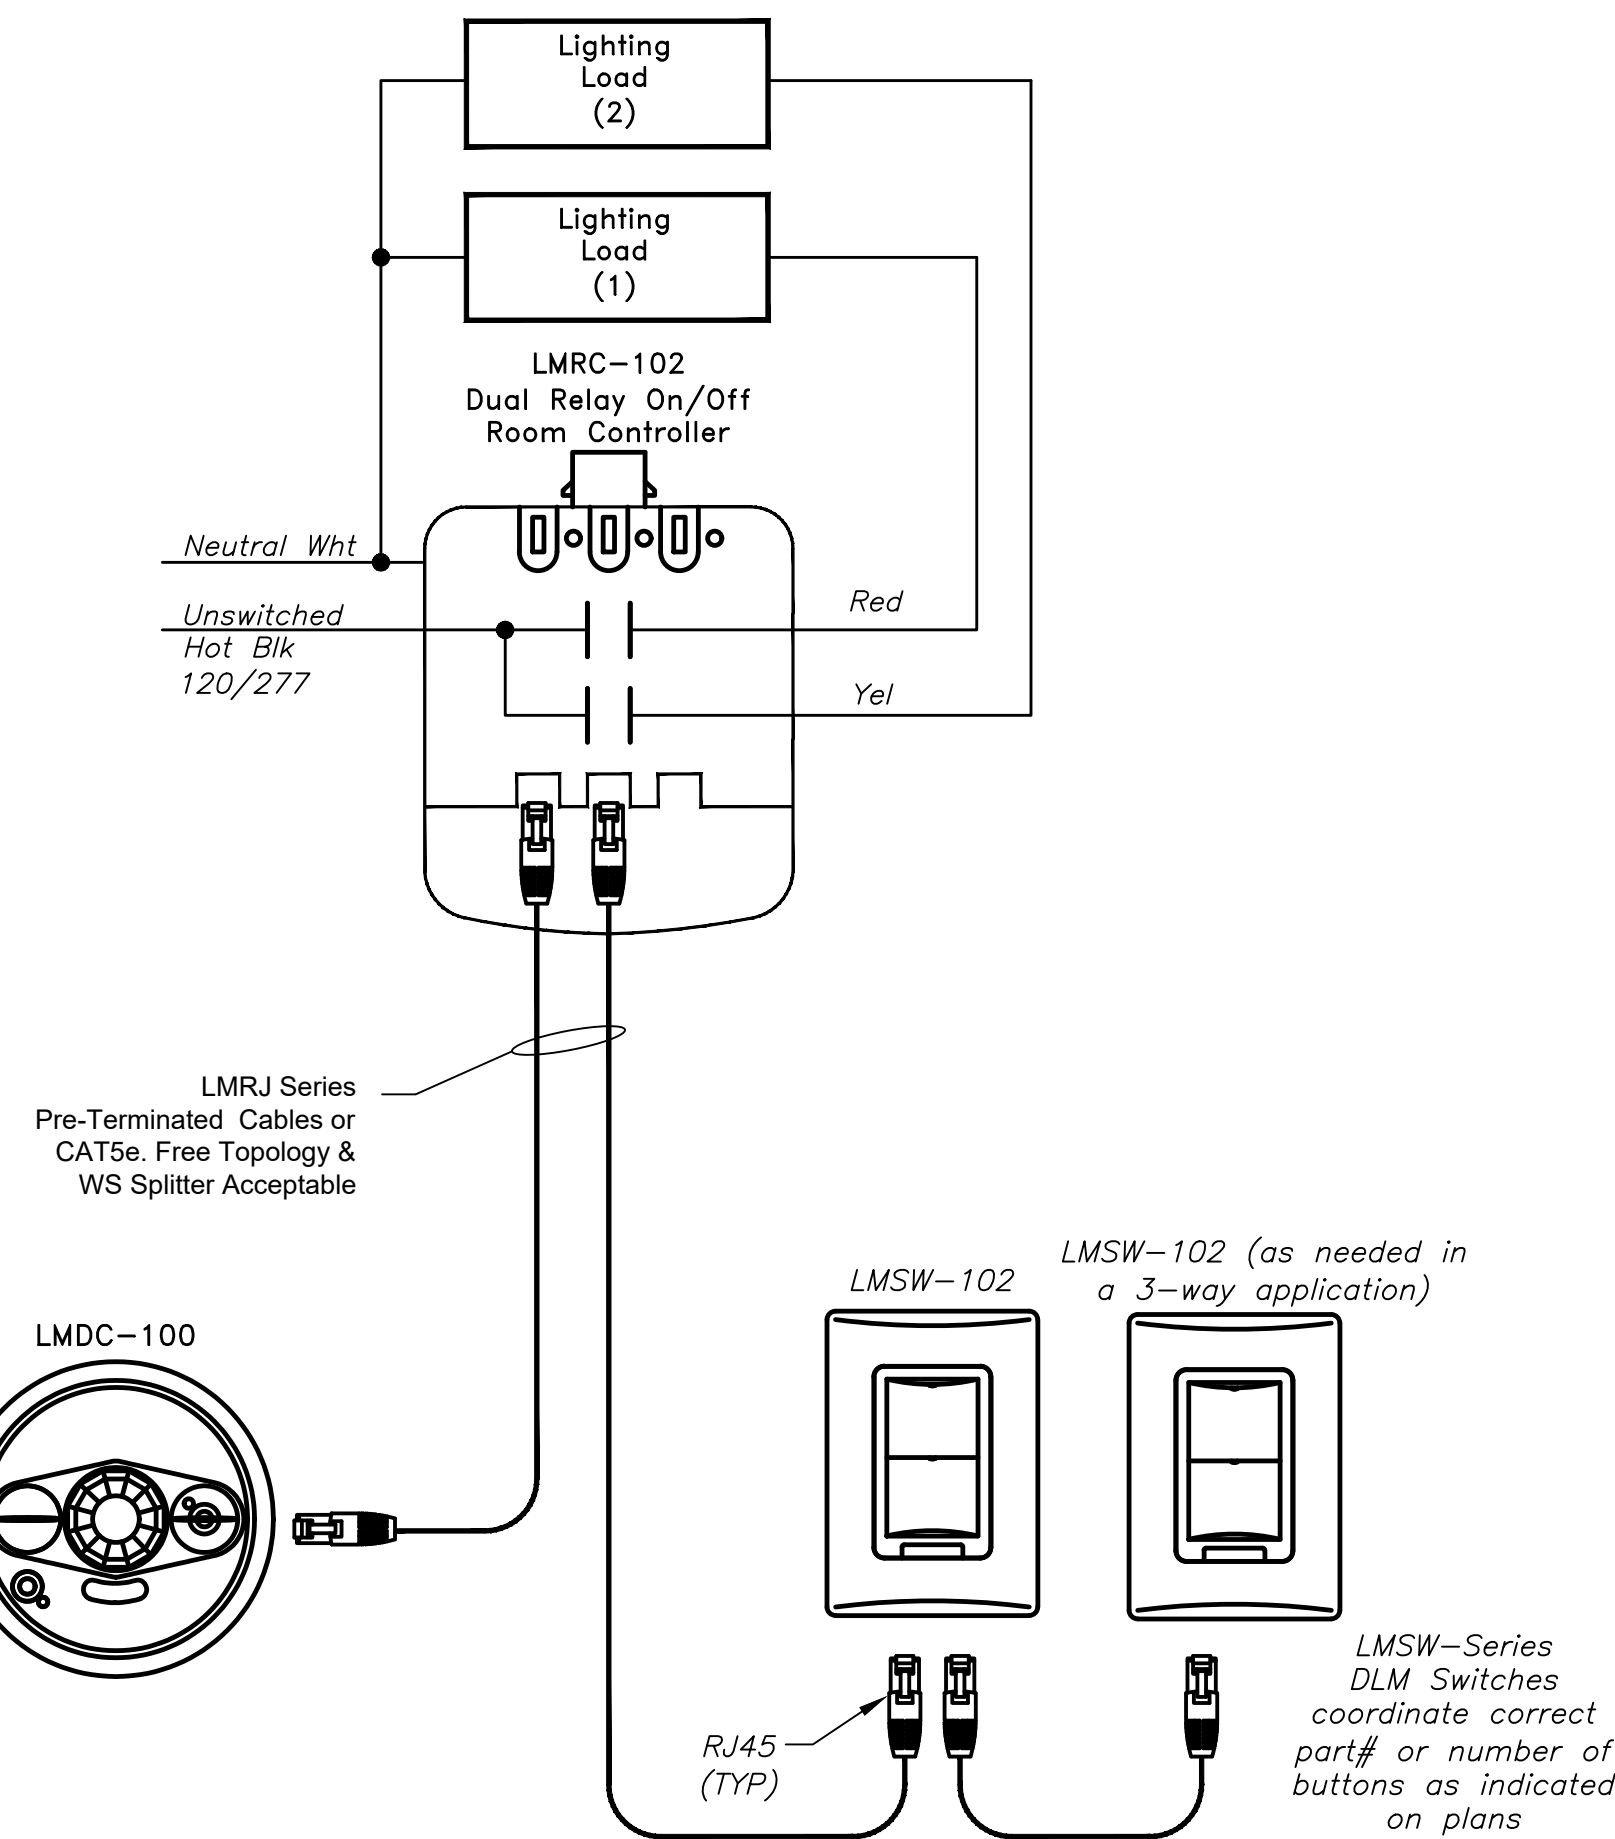 Lighting
Load
(2)
Lighting
Load
(1)
LMRC-102
Dual Relay On/Off
Room Controller
Neutral Wht
Unswitched
Hot Blk
120/277
Red
Yel
LMRJ Series
Pre-Terminated Cables or
CAT5e. Free Topology &
WS Splitter Acceptable
LMDC-100
LMSW-102
LMSW-102 (as needed in
a 3-way application)
RJ45
(TYP)
LMSW-Series
DLM Switches
coordinate correct
part# or number of
buttons as indicated
on plans